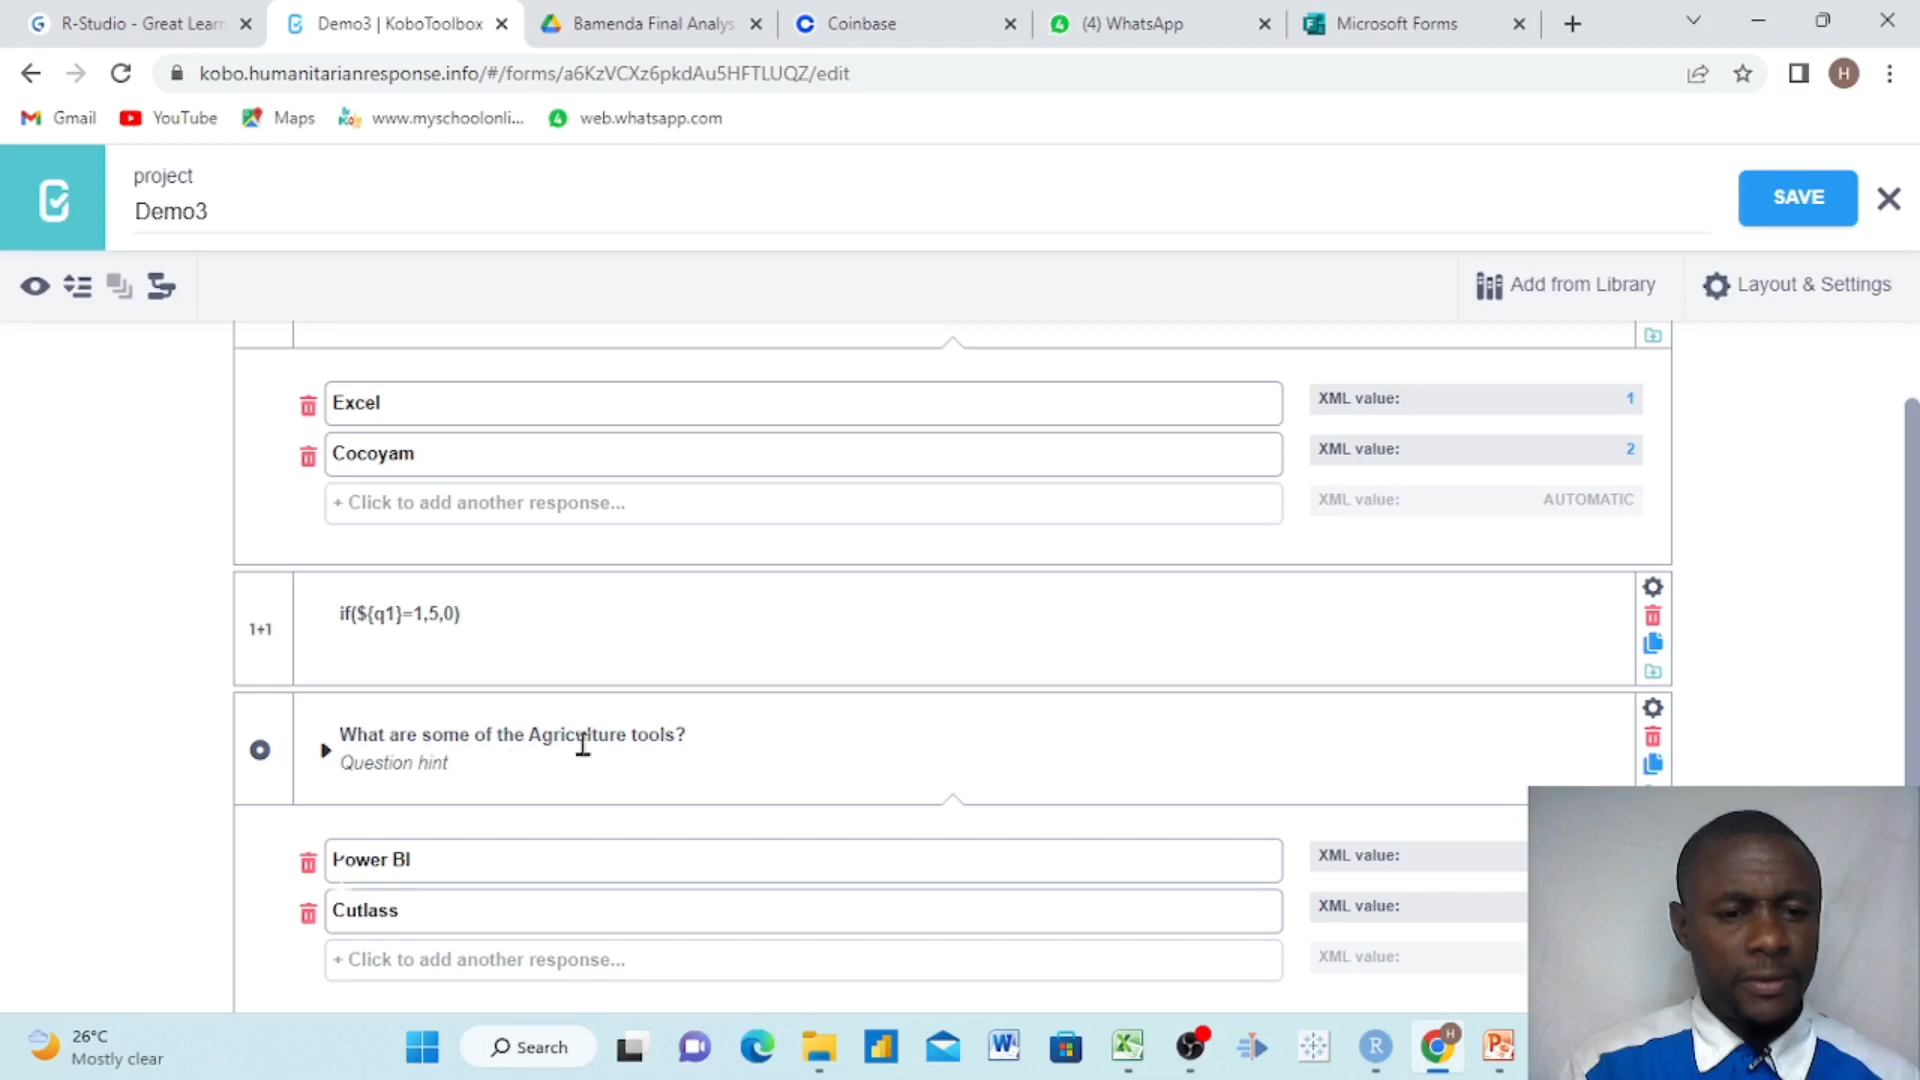 R-Studio - Great Learn
Demo3 | KoboToolbox
Bamenda Final Analys
Coinbase
(4) WhatsApp
Microsoft Forms
kobo.humanitarianresponse.info/#/forms/a6KzVCXz6pkdAu5HFTLUQZ/edit
H
Gmail
YouTube
Maps
www.myschoolonli...
web.whatsapp.com
project
Demo3
SAVE
Add from Library
Layout & Settings
Excel
XML value: 1
Cocoyam
XML value: 2
+ Click to add another response...
XML value: AUTOMATIC
1+1
if(${q1}=1,5,0)
What are some of the Agriculture tools?
Question hint
Power BI
XML value:
Cutlass
XML value:
+ Click to add another response...
XML value:
26°C
Mostly clear
Search